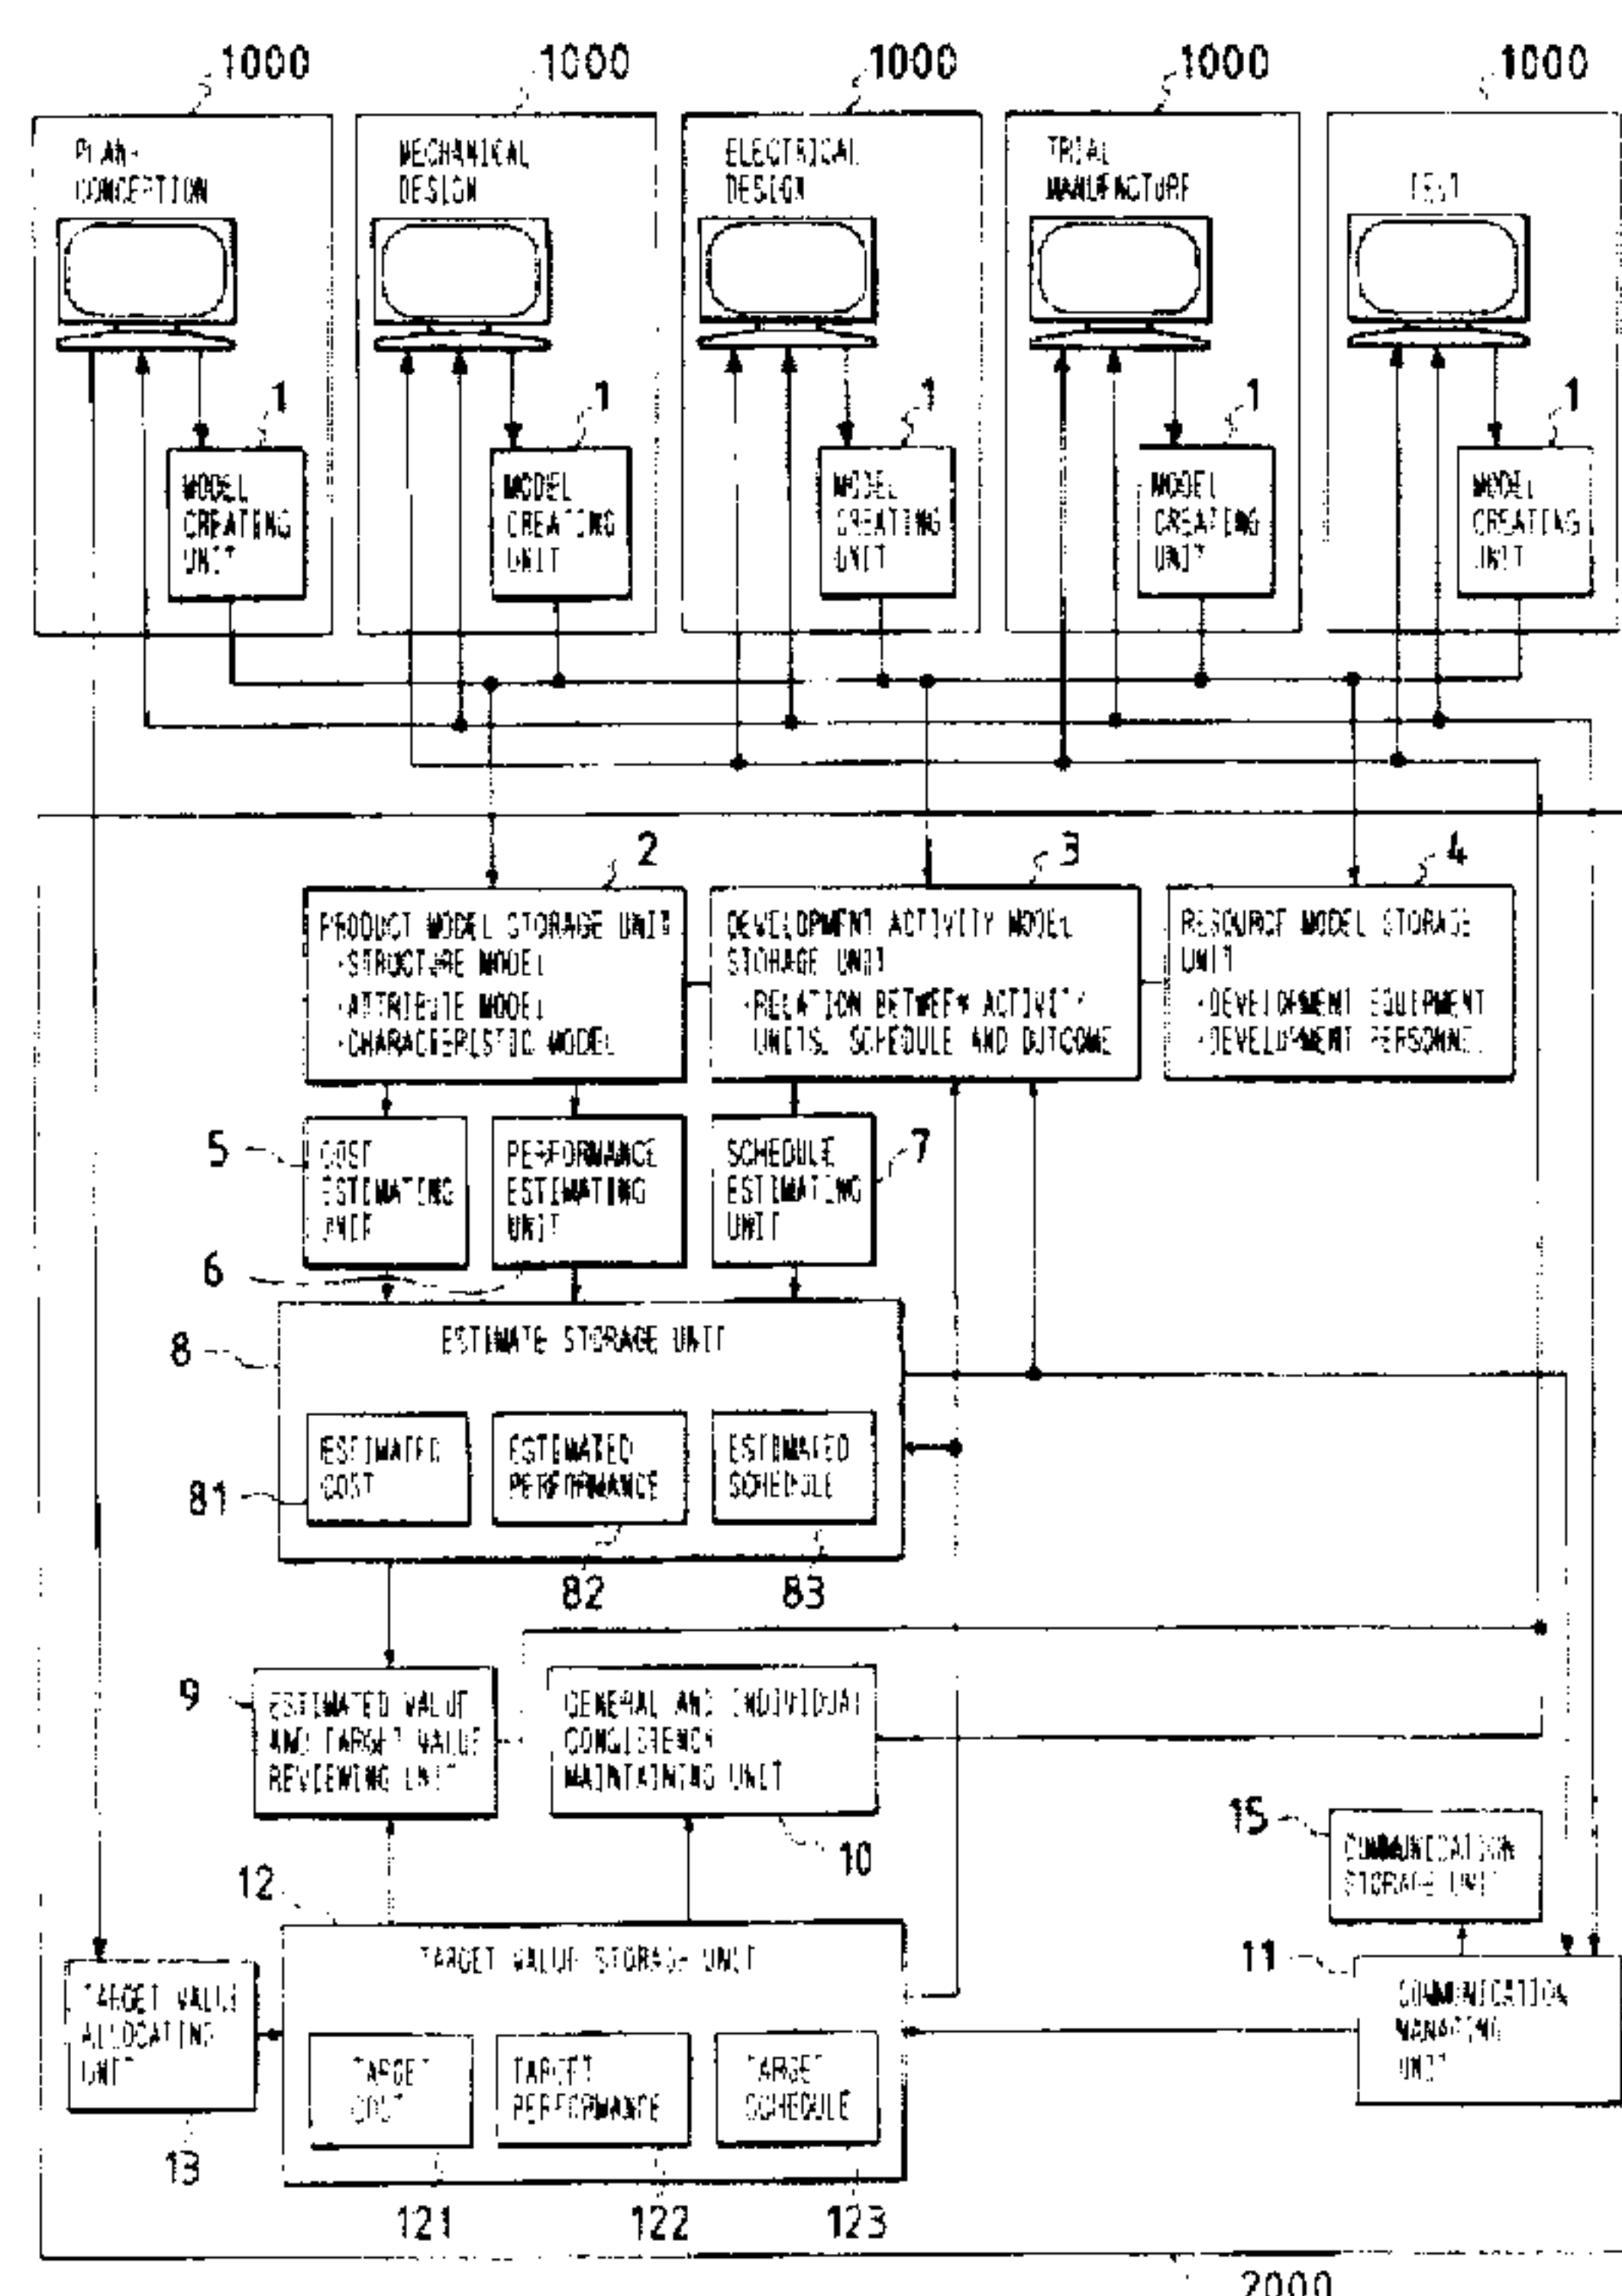 1000
1000
1000
1000
1000
PLAN·
CONCEPTION
MECHANICAL
DESIGN
ELECTRICAL
DESIGN
TRIAL
MANUFACTURE
TEST
1
1
1
1
1
MODEL
CREATING
UNIT
MODEL
CREATING
UNIT
MODEL
CREATING
UNIT
MODEL
CREATING
UNIT
MODEL
CREATING
UNIT
2
3
4
PRODUCT MODEL STORAGE UNIT
·STRUCTURE MODEL
·ATTRIBUTE MODEL
·CHARACTERISTIC MODEL
DEVELOPMENT ACTIVITY MODEL
STORAGE UNIT
·RELATION BETWEEN ACTIVITY
UNITS, SCHEDULE AND OUTCOME
RESOURCE MODEL STORAGE
UNIT
·DEVELOPMENT EQUIPMENT
·DEVELOPMENT PERSONNEL
5
COST
ESTIMATING
UNIT
PERFORMANCE
ESTIMATING
UNIT
SCHEDULE
ESTIMATING
UNIT
7
6
8
ESTIMATE STORAGE UNIT
ESTIMATED
COST
ESTIMATED
PERFORMANCE
ESTIMATED
SCHEDULE
81
82
83
9
ESTIMATED VALUE
AND TARGET VALUE
REVIEWING UNIT
GENERAL AND INDIVIDUAL
CONSISTENCY
MAINTAINING UNIT
10
15
COMMUNICATION
STORAGE UNIT
12
TARGET VALUE STORAGE UNIT
11
COMMUNICATION
MANAGING
UNIT
TARGET VALUE
ALLOCATING
UNIT
TARGET
COST
TARGET
PERFORMANCE
TARGET
SCHEDULE
13
121
122
123
2000